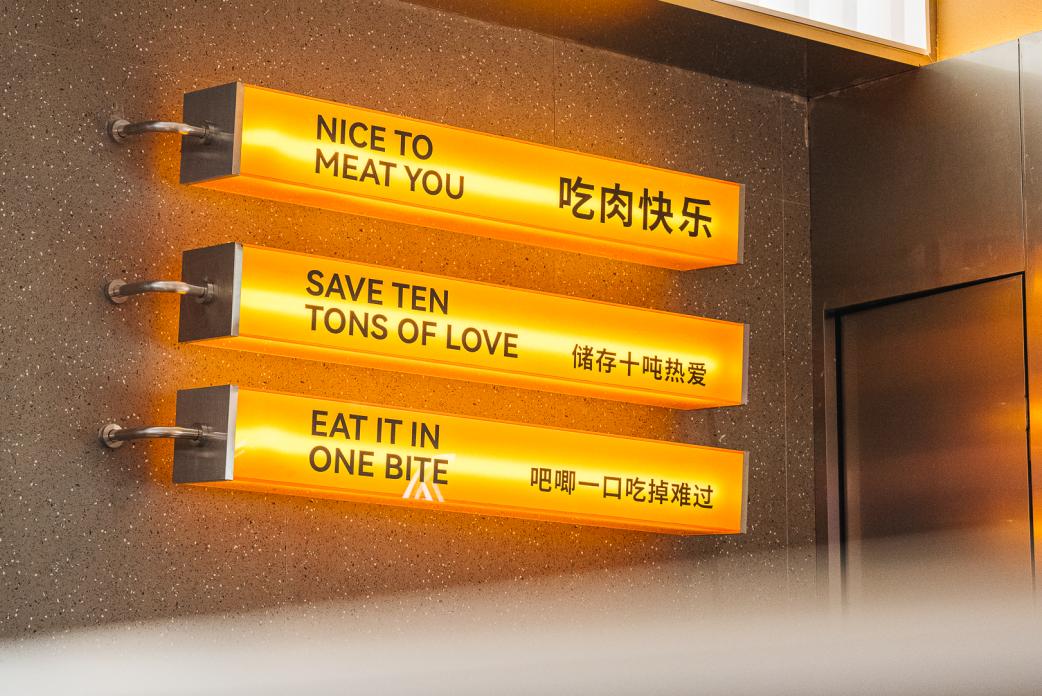 NICE TO
MEAT YOU
吃肉快乐
SAVE TEN
TONS OF LOVE
储存十吨热爱
EAT IT IN
ONE BITE
吧唧一口吃掉难过